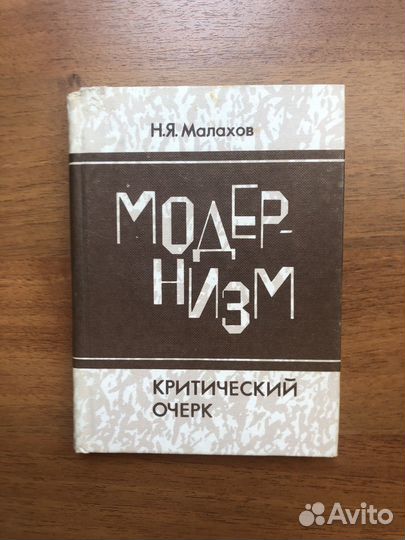 Н.Я. Малахов
МОДЕР-
НИЗМ
КРИТИЧЕСКИЙ
ОЧЕРК
Avito